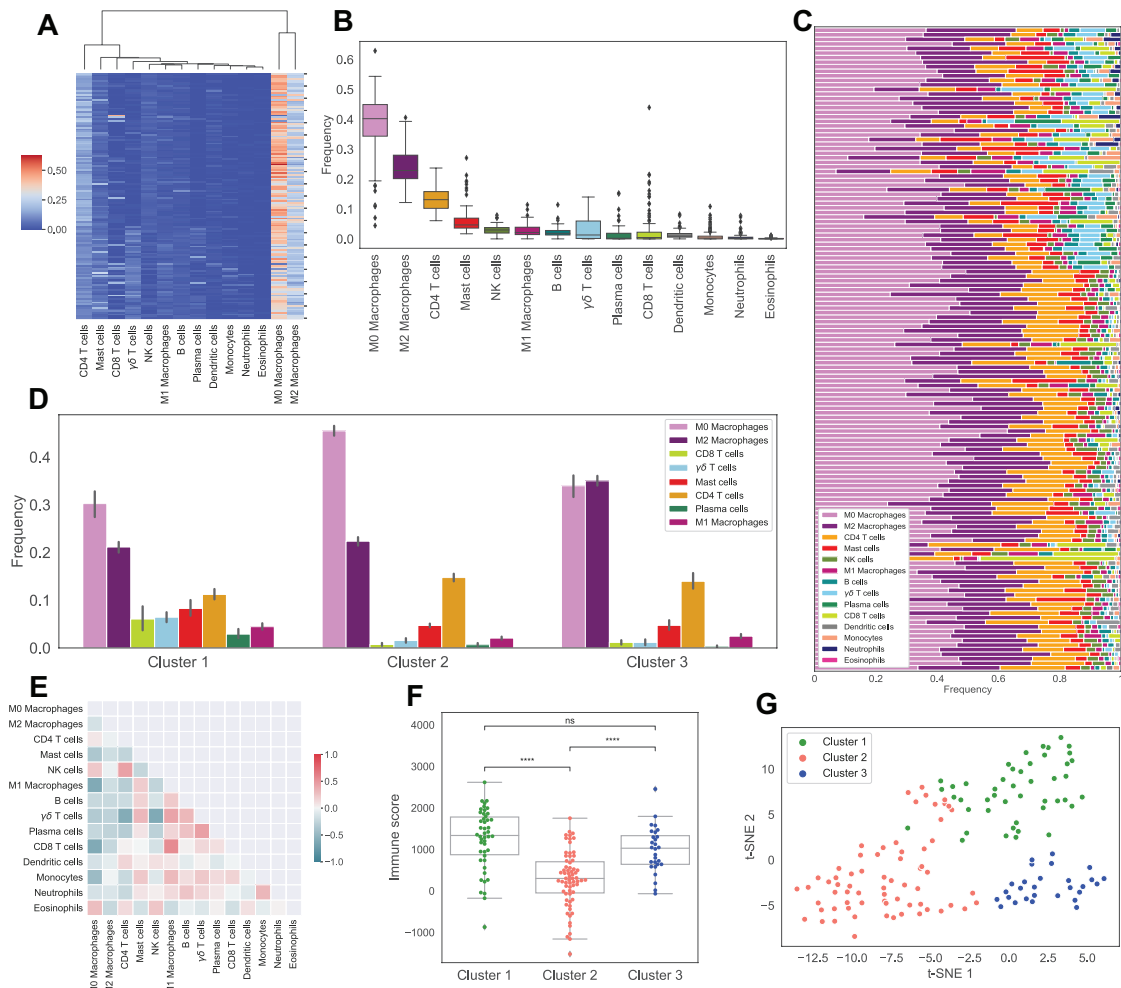 A
0,50
0,25
0,00
CD4 T cells
Mast cells
CD8 T cells
γδ T cells
NK cells
M1 Macrophages
B cells
Plasma cells
Dendritic cells
Monocytes
Neutrophils
Eosinophils
M0 Macrophages
M2 Macrophages
B
Frequency
0.6
0.5
0.4
0.3
0.2
0.1
0.0
M0 Macrophages
M2 Macrophages
CD4 T cells
Mast cells
NK cells
M1 Macrophages
B cells
γδ T cells
Plasma cells
CD8 T cells
Dendritic cells
Monocytes
Neutrophils
Eosinophils
C
M0 Macrophages
M2 Macrophages
CD4 T cells
Mast cells
NK cells
M1 Macrophages
B cells
γδ T cells
Plasma cells
CD8 T cells
Dendritic cells
Monocytes
Neutrophils
Eosinophils
0 0.2 0.4 0.6 0.8 1
Frequency
D
Frequency
0.4
0.3
0.2
0.1
0.0
M0 Macrophages
M2 Macrophages
CD8 T cells
γδ T cells
Mast cells
CD4 T cells
Plasma cells
M1 Macrophages
Cluster 1 Cluster 2 Cluster 3
E
M0 Macrophages
M2 Macrophages
CD4 T cells
Mast cells
NK cells
M1 Macrophages
B cells
γδ T cells
Plasma cells
CD8 T cells
Dendritic cells
Monocytes
Neutrophils
Eosinophils
1.0
0.5
0.0
−0.5
−1.0
I0 Macrophages
I2 Macrophages
CD4 T cells
Mast cells
NK cells
I1 Macrophages
B cells
γδ T cells
Plasma cells
CD8 T cells
Dendritic cells
Monocytes
Neutrophils
Eosinophils
F
Immune score
4000
3000
2000
1000
0
−1000
ns
****
****
Cluster 1 Cluster 2 Cluster 3
G
Cluster 1
Cluster 2
Cluster 3
t-SNE 2
10
5
0
−5
−12.5 −10.0 −7.5 −5.0 −2.5 0.0 2.5 5.0
t-SNE 1